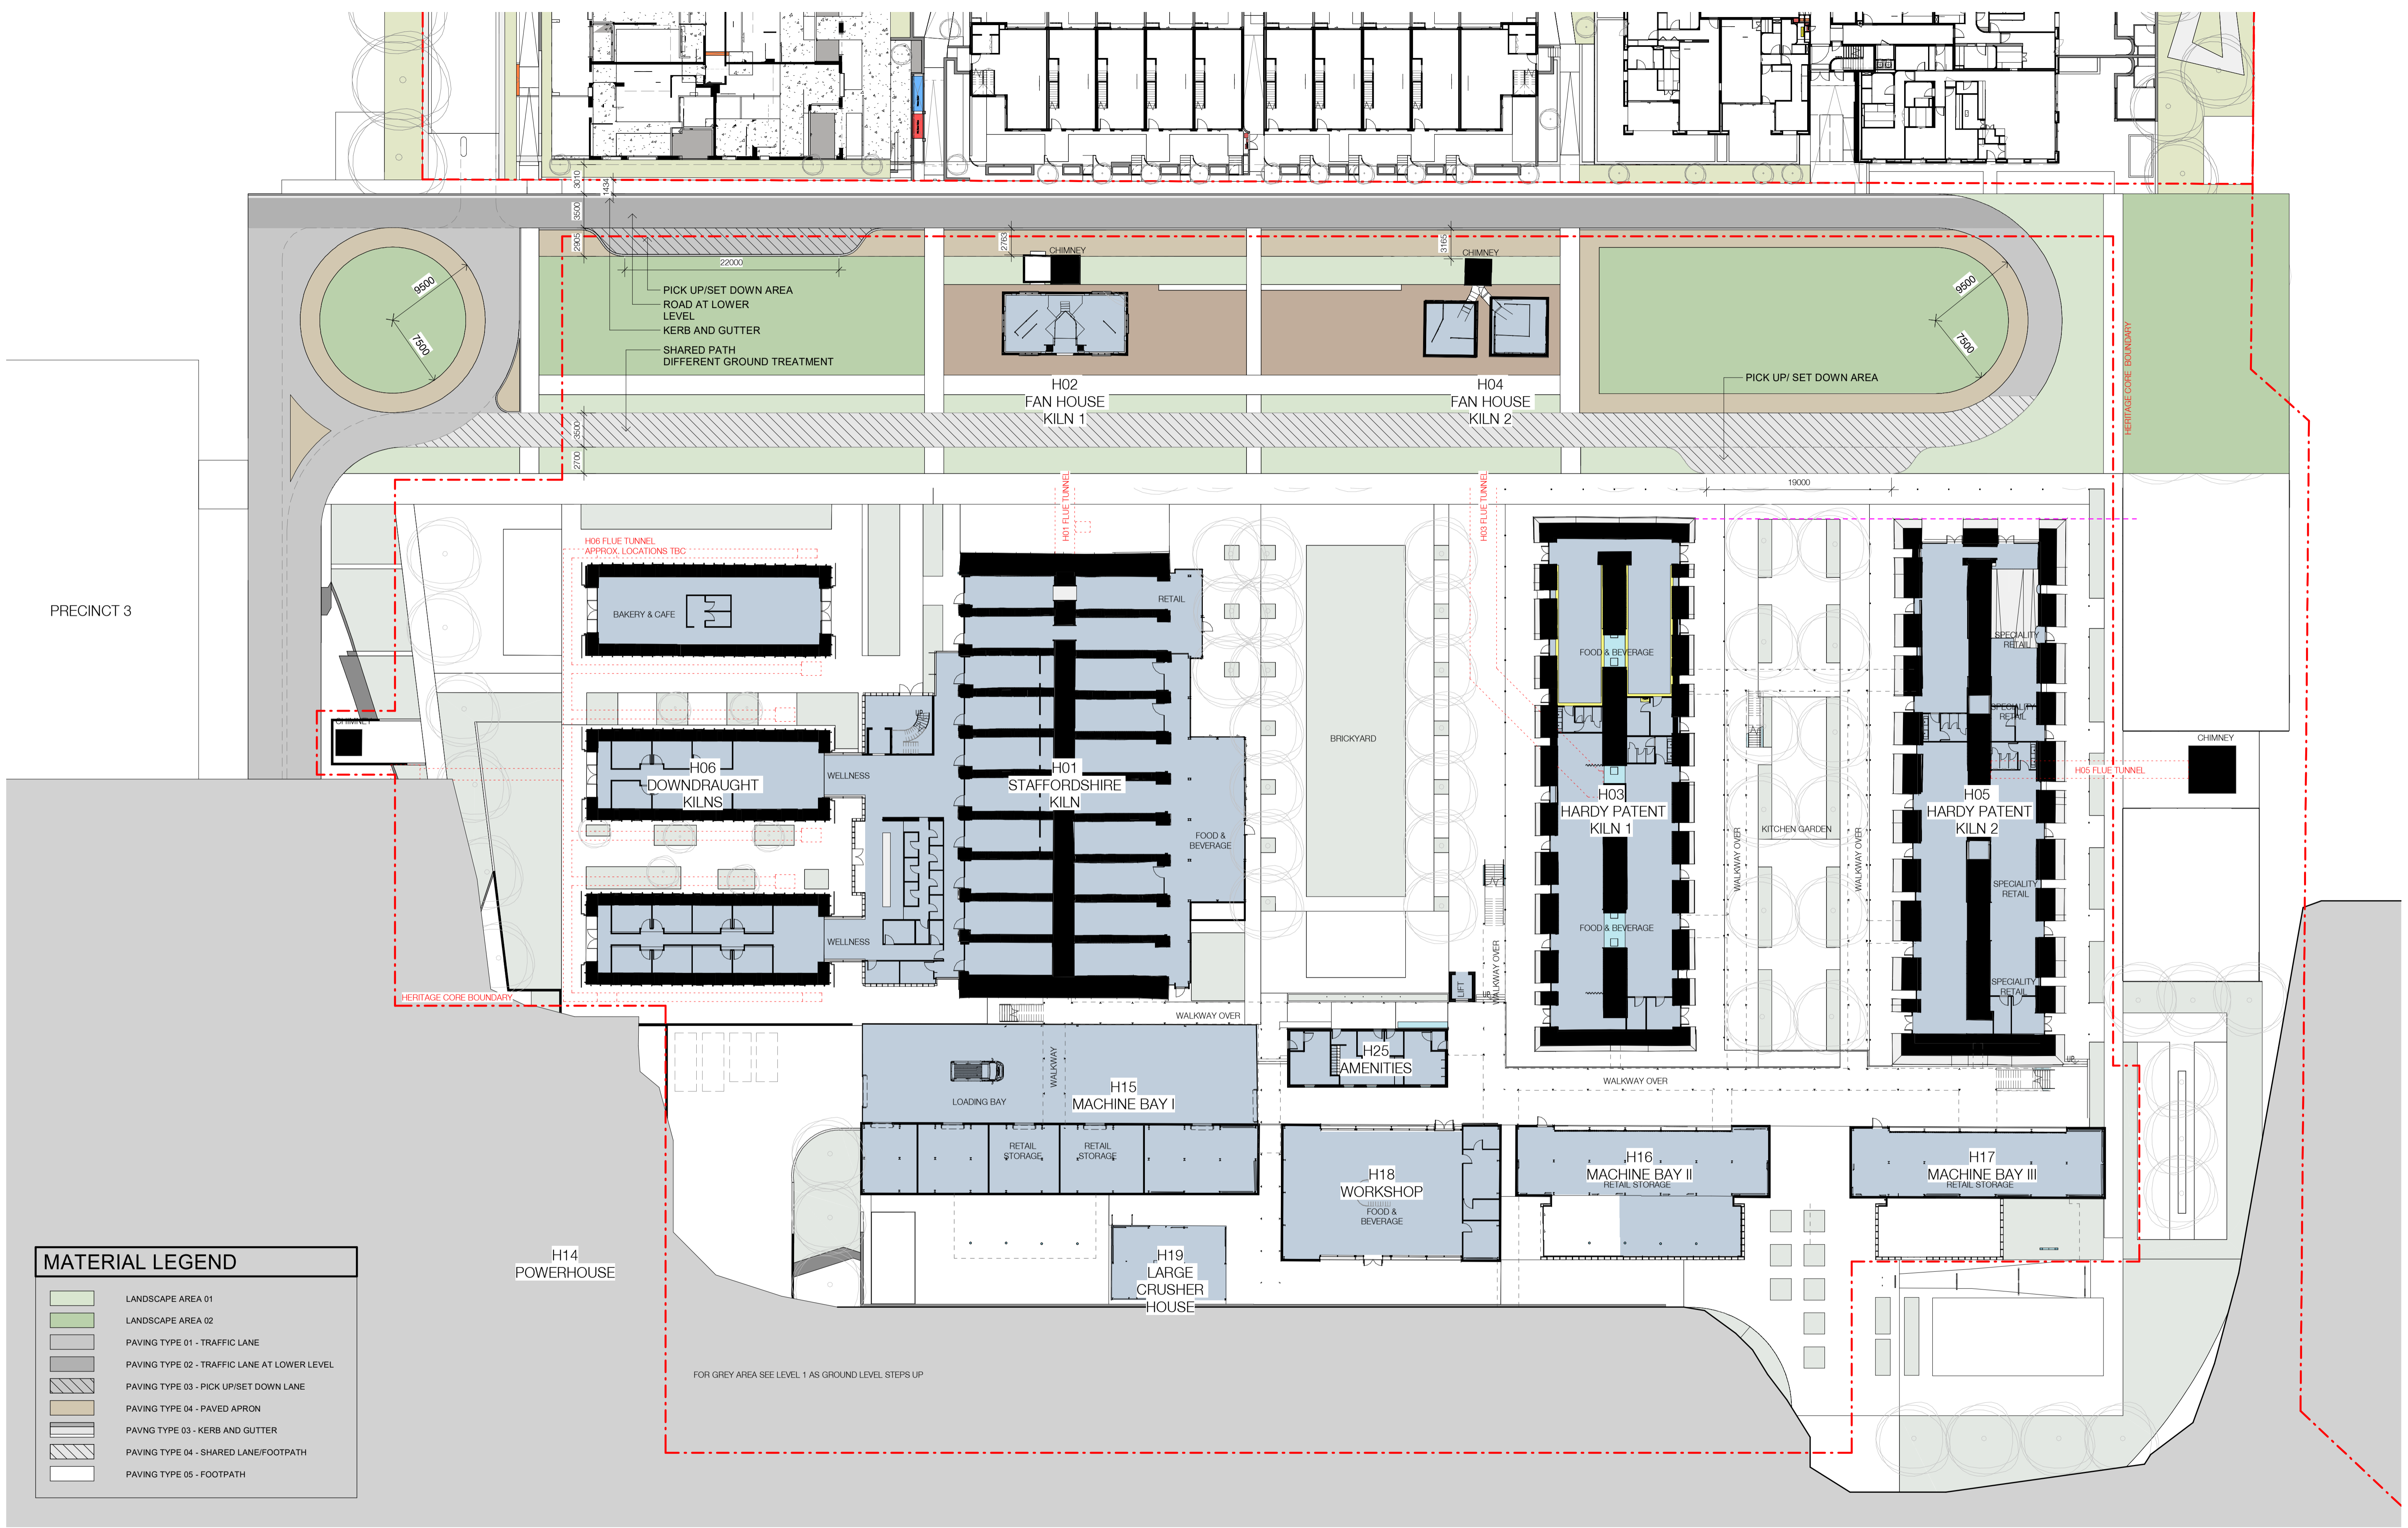 3010
1434
3500
2905
22000
2763
3165
CHIMNEY
CHIMNEY
9500
7500
9500
7500
PICK UP/SET DOWN AREA
ROAD AT LOWER
LEVEL
KERB AND GUTTER
SHARED PATH
DIFFERENT GROUND TREATMENT
H02
FAN HOUSE
KILN 1
H04
FAN HOUSE
KILN 2
PICK UP/ SET DOWN AREA
HERITAGE CORE BOUNDARY
3500
2700
19000
H01 FLUE TUNNEL
H03 FLUE TUNNEL
H06 FLUE TUNNEL
APPROX. LOCATIONS TBC
PRECINCT 3
BAKERY & CAFE
RETAIL
FOOD & BEVERAGE
SPECIALITY
RETAIL
CHIMNEY
UP
SPECIALITY
RETAIL
BRICKYARD
CHIMNEY
H06
DOWNDRAUGHT
KILNS
WELLNESS
H01
STAFFORDSHIRE
KILN
H03
HARDY PATENT
KILN 1
H05
HARDY PATENT
KILN 2
H05 FLUE TUNNEL
FOOD &
BEVERAGE
WALKWAY OVER
KITCHEN GARDEN
WALKWAY OVER
SPECIALITY
RETAIL
FOOD & BEVERAGE
WELLNESS
WALKWAY OVER
LIFT
UP
SPECIALITY
RETAIL
HERITAGE CORE BOUNDARY
WALKWAY OVER
H25
AMENITIES
WALKWAY
UP
WALKWAY OVER
LOADING BAY
H15
MACHINE BAY I
RETAIL
STORAGE
RETAIL
STORAGE
H18
WORKSHOP
FOOD &
BEVERAGE
H16
MACHINE BAY II
RETAIL STORAGE
H17
MACHINE BAY III
RETAIL STORAGE
H14
POWERHOUSE
H19
LARGE
CRUSHER
HOUSE
FOR GREY AREA SEE LEVEL 1 AS GROUND LEVEL STEPS UP
MATERIAL LEGEND
LANDSCAPE AREA 01
LANDSCAPE AREA 02
PAVING TYPE 01 - TRAFFIC LANE
PAVING TYPE 02 - TRAFFIC LANE AT LOWER LEVEL
PAVING TYPE 03 - PICK UP/SET DOWN LANE
PAVING TYPE 04 - PAVED APRON
PAVNG TYPE 03 - KERB AND GUTTER
PAVING TYPE 04 - SHARED LANE/FOOTPATH
PAVING TYPE 05 - FOOTPATH